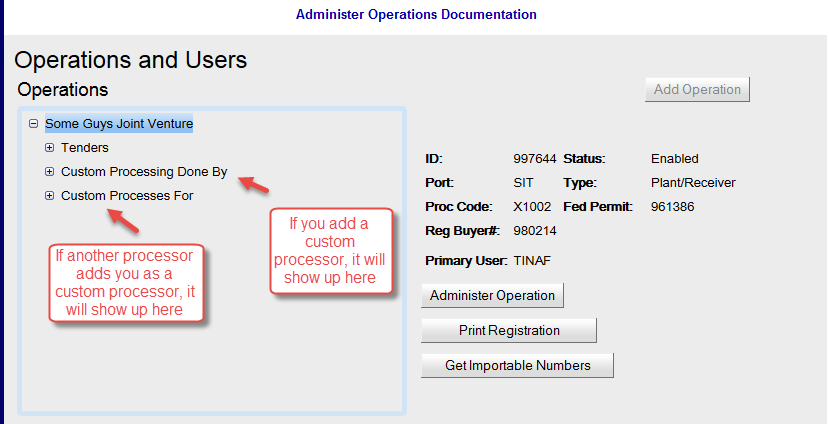 Administer Operations Documentation
Operations and Users
Operations
Add Operation
Some Guys Joint Venture
Tenders
Custom Processing Done By
Custom Processes For
If you add a
custom
processor, it will
show up here
If another processor
adds you as a
custom processor, it
will show up here
ID: 997644 Status: Enabled
Port: SIT Type: Plant/Receiver
Proc Code: X1002 Fed Permit: 961386
Reg Buyer#: 980214
Primary User: TINAF
Administer Operation
Print Registration
Get Importable Numbers